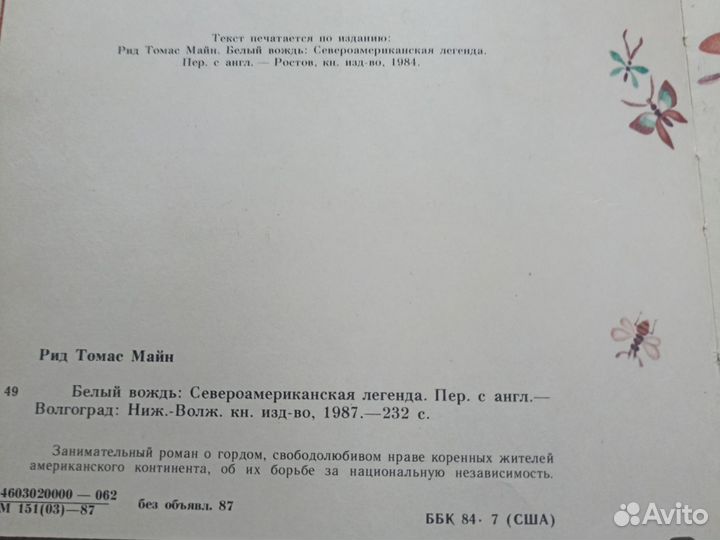 Текст печатается по изданию:
Рид Томас Майн. Белый вождь: Североамериканская легенда.
Пер. с англ. — Ростов. кн. изд-во, 1984.
Рид Томас Майн
49 Белый вождь: Североамериканская легенда. Пер. с англ.—
Волгоград: Ниж.-Волж. кн. изд-во, 1987.—232 с.
Занимательный роман о гордом, свободолюбивом нраве коренных жителей
американского континента, об их борьбе за национальную независимость.
4603020000 — 062
М 151(03)—87
без объявл. 87
ББК 84. 7 (США)
Avito